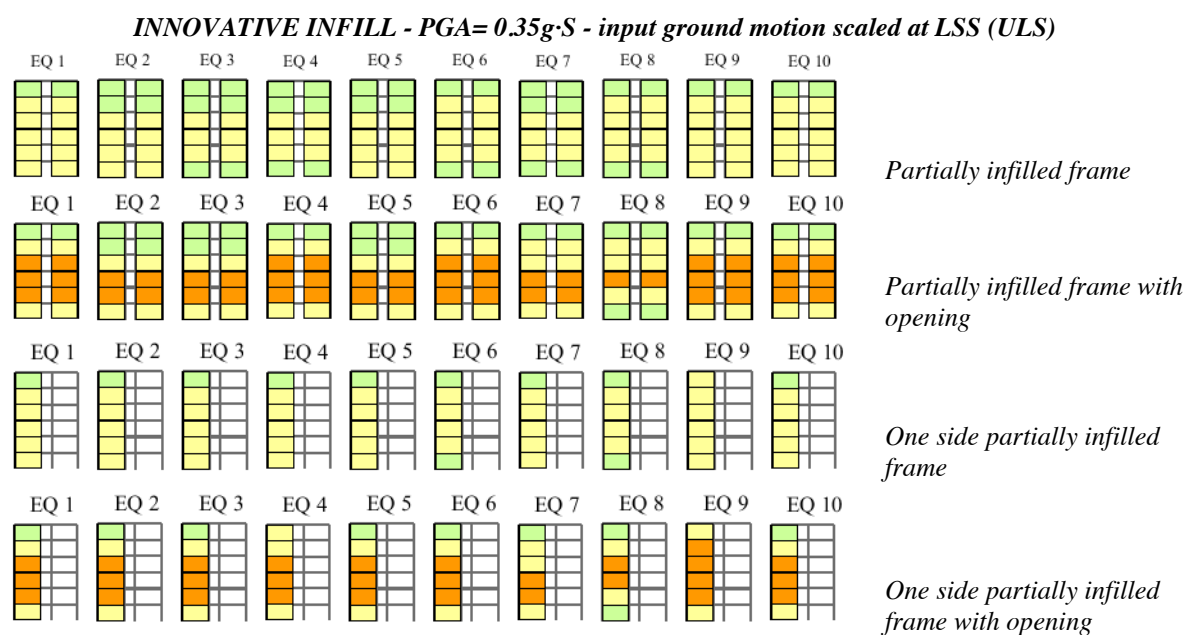 INNOVATIVE INFILL - PGA= 0.35g·S - input ground motion scaled at LSS (ULS)
EQ 1 EQ 2 EQ 3 EQ 4 EQ 5 EQ 6 EQ 7 EQ 8 EQ 9 EQ 10
Partially infilled frame
EQ 1 EQ 2 EQ 3 EQ 4 EQ 5 EQ 6 EQ 7 EQ 8 EQ 9 EQ 10
Partially infilled frame with
opening
EQ 1 EQ 2 EQ 3 EQ 4 EQ 5 EQ 6 EQ 7 EQ 8 EQ 9 EQ 10
One side partially infilled
frame
EQ 1 EQ 2 EQ 3 EQ 4 EQ 5 EQ 6 EQ 7 EQ 8 EQ 9 EQ 10
One side partially infilled
frame with opening